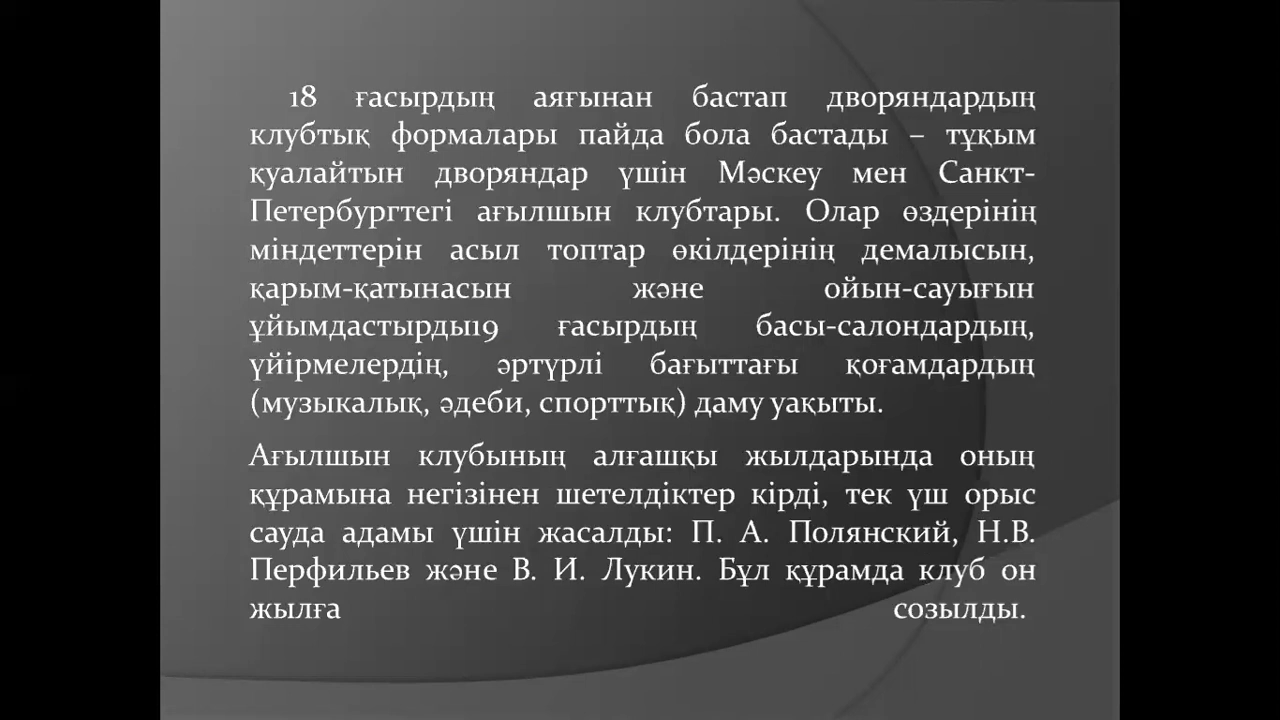 18 ғасырдың аяғынан бастап дворяндардың
клубтық формалары пайда бола бастады – тұқым
қуалайтын дворяндар үшін Мәскеу мен Санкт-
Петербургтегі ағылшын клубтары. Олар өздерінің
міндеттерін асыл топтар өкілдерінің демалысын,
қарым-қатынасын және ойын-сауығын
ұйымдастырды19 ғасырдың басы-салондардың,
үйірмелердің, әртүрлі бағыттағы қоғамдардың
(музыкалық, әдеби, спорттық) даму уақыты.
Ағылшын клубының алғашқы жылдарында оның
құрамына негізінен шетелдіктер кірді, тек үш орыс
сауда адамы үшін жасалды: П. А. Полянский, Н.В.
Перфильев және В. И. Лукин. Бұл құрамда клуб он
жылға созылды.